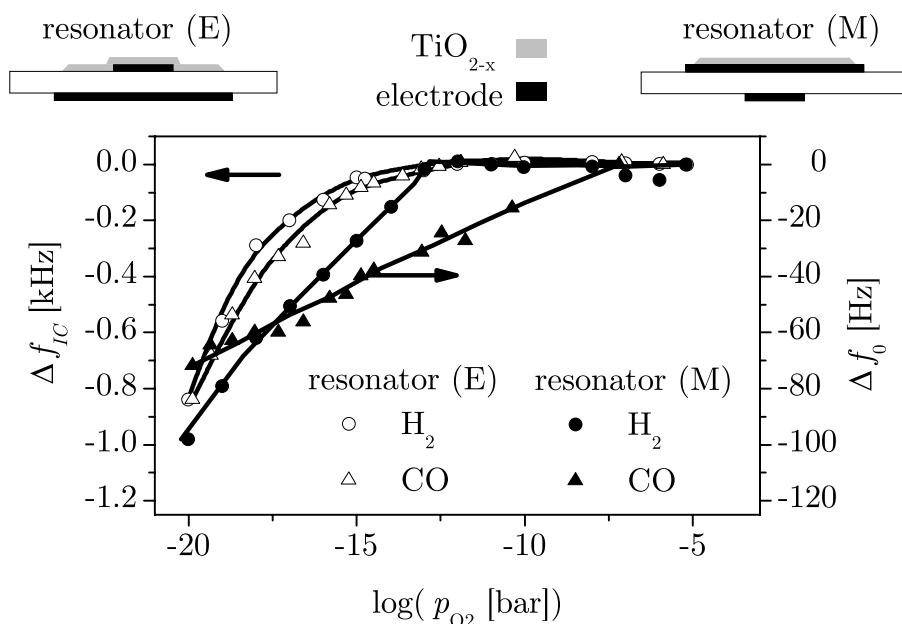 resonator (E)
TiO2-x
electrode
resonator (M)
0.0
-0.2
-0.4
-0.6
-0.8
-1.0
-1.2
Δ fIC [kHz]
0
-20
-40
-60
-80
-100
-120
Δ f0 [Hz]
resonator (E) resonator (M)
H2 H2
CO CO
-20 -15 -10 -5
log( pO2 [bar])